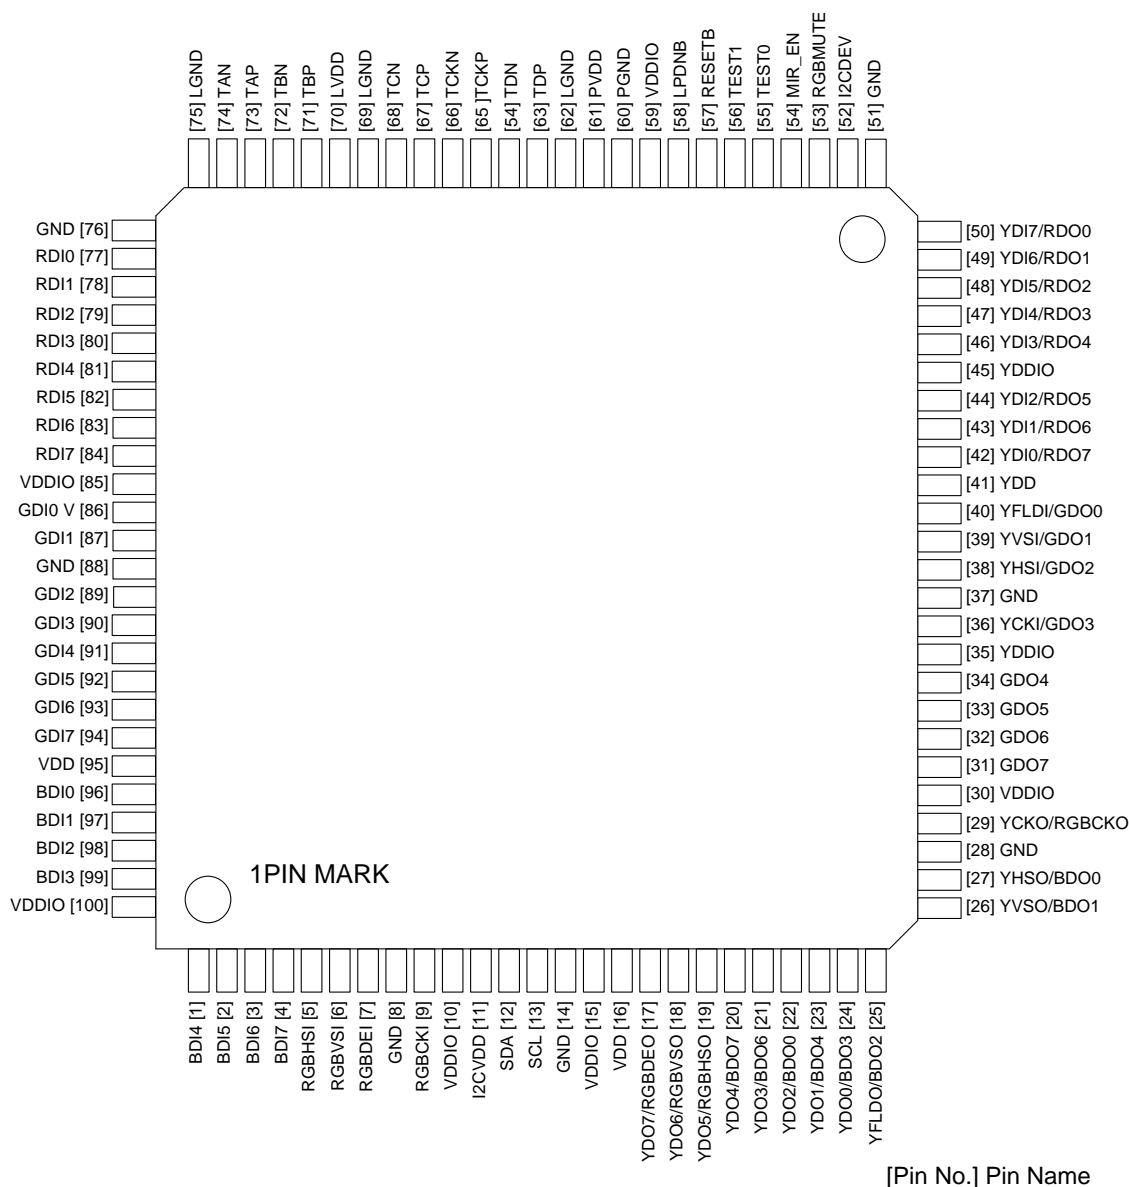 [75] LGND
[74] TAN
[73] TAP
[72] TBN
[71] TBP
[70] LVDD
[69] LGND
[68] TCN
[67] TCP
[66] TCKN
[65 ]TCKP
[54] TDN
[63] TDP
[62] LGND
[61] PVDD
[60] PGND
[59] VDDIO
[58] LPDNB
[57] RESETB
[56] TEST1
[55] TEST0
[54] MIR_EN
[53] RGBMUTE
[52] I2CDEV
[51] GND
GND [76]
RDI0 [77]
RDI1 [78]
RDI2 [79]
RDI3 [80]
RDI4 [81]
RDI5 [82]
RDI6 [83]
RDI7 [84]
VDDIO [85]
GDI0 V [86]
GDI1 [87]
GND [88]
GDI2 [89]
GDI3 [90]
GDI4 [91]
GDI5 [92]
GDI6 [93]
GDI7 [94]
VDD [95]
BDI0 [96]
BDI1 [97]
BDI2 [98]
BDI3 [99]
VDDIO [100]
[50] YDI7/RDO0
[49] YDI6/RDO1
[48] YDI5/RDO2
[47] YDI4/RDO3
[46] YDI3/RDO4
[45] YDDIO
[44] YDI2/RDO5
[43] YDI1/RDO6
[42] YDI0/RDO7
[41] YDD
[40] YFLDI/GDO0
[39] YVSI/GDO1
[38] YHSI/GDO2
[37] GND
[36] YCKI/GDO3
[35] YDDIO
[34] GDO4
[33] GDO5
[32] GDO6
[31] GDO7
[30] VDDIO
[29] YCKO/RGBCKO
[28] GND
[27] YHSO/BDO0
[26] YVSO/BDO1
1PIN MARK
BDI4 [1]
BDI5 [2]
BDI6 [3]
BDI7 [4]
RGBHSI [5]
RGBVSI [6]
RGBDEI [7]
GND [8]
RGBCKI [9]
VDDIO [10]
I2CVDD [11]
SDA [12]
SCL [13]
GND [14]
VDDIO [15]
VDD [16]
YDO7/RGBDEO [17]
YDO6/RGBVSO [18]
YDO5/RGBHSO [19]
YDO4/BDO7 [20]
YDO3/BDO6 [21]
YDO2/BDO0 [22]
YDO1/BDO4 [23]
YDO0/BDO3 [24]
YFLDO/BDO2 [25]
[Pin No.] Pin Name